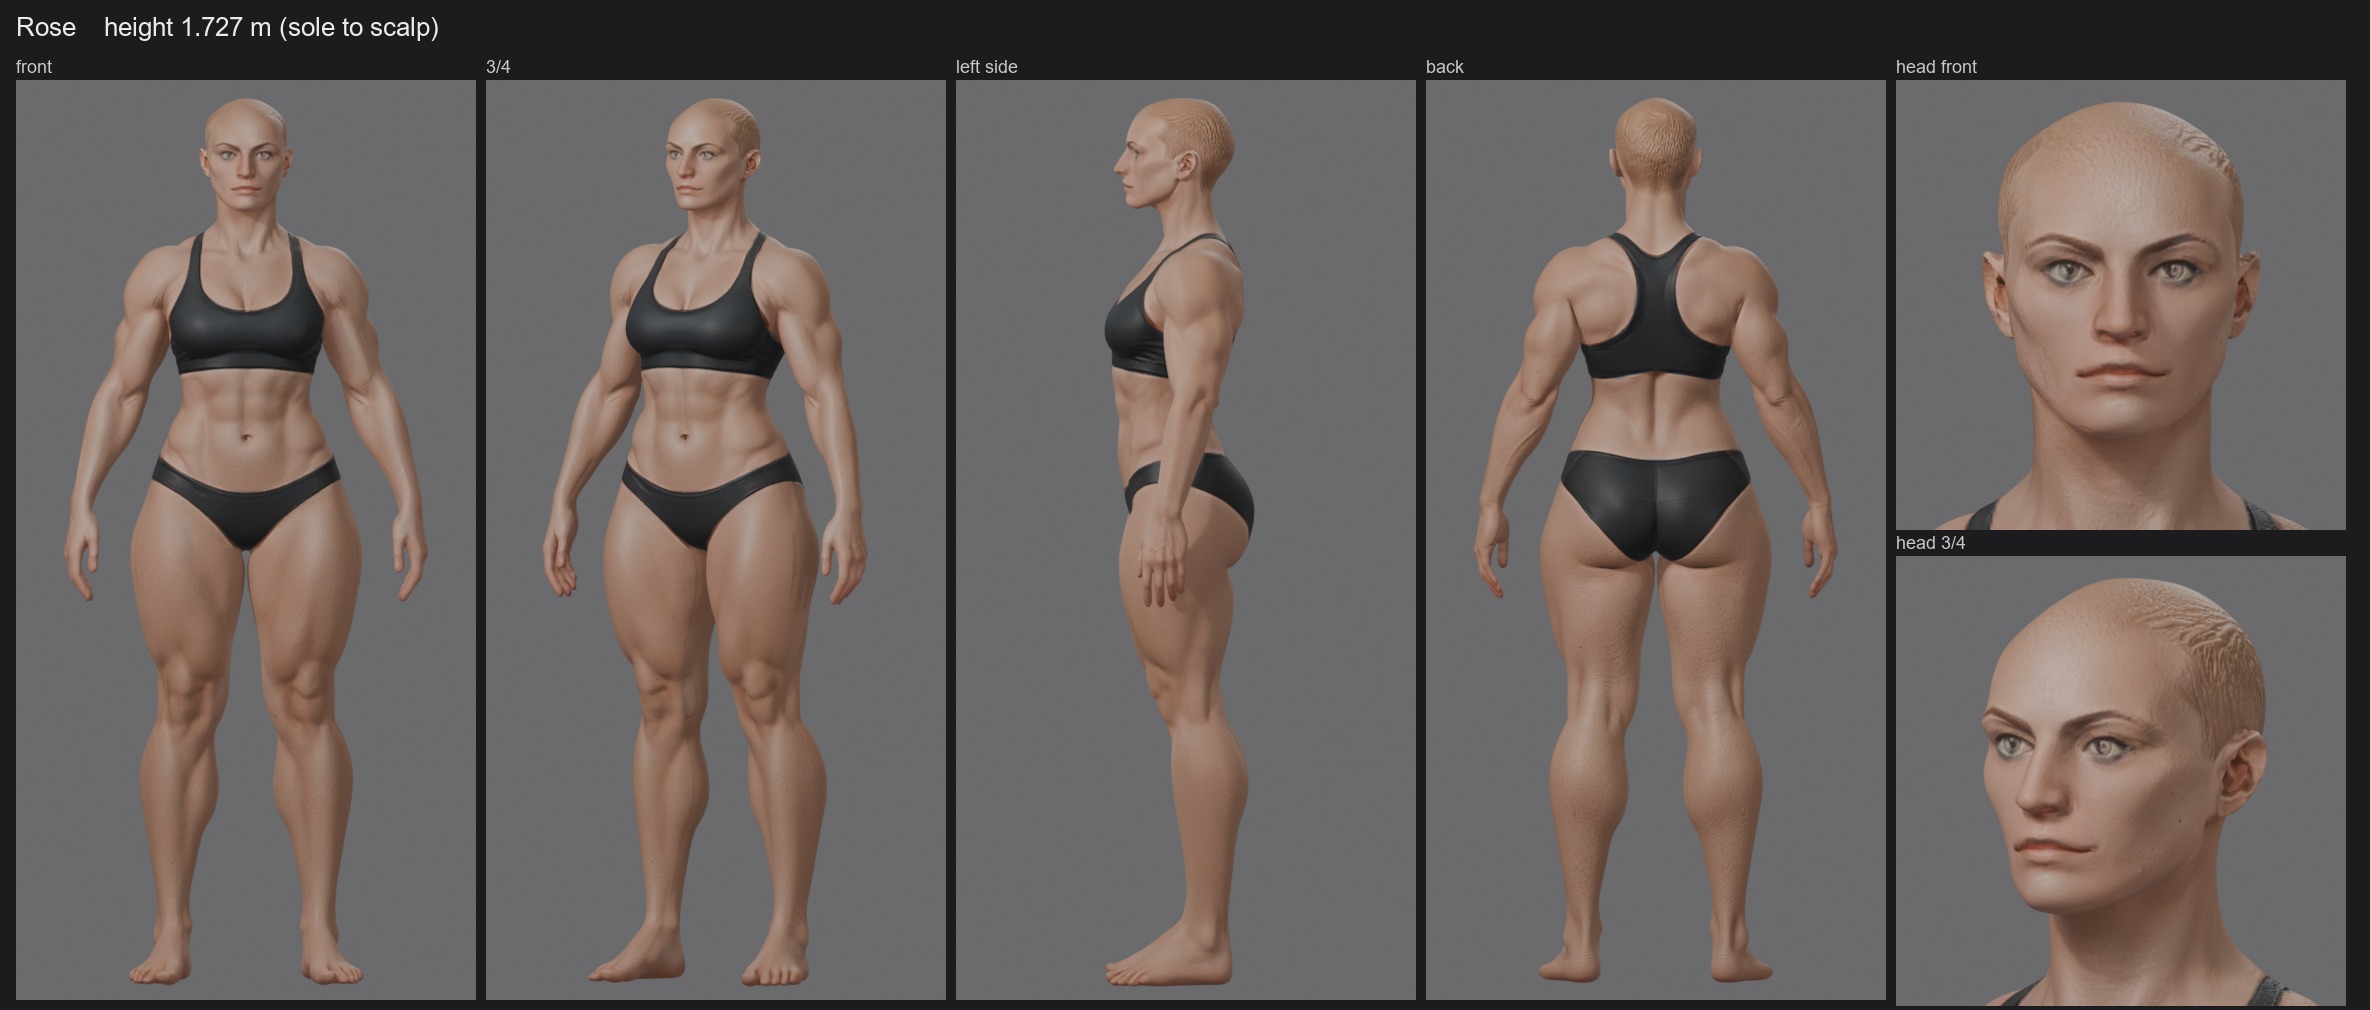 Rose height 1.727 m (sole to scalp)
front
3/4
left side
back
head front
head 3/4